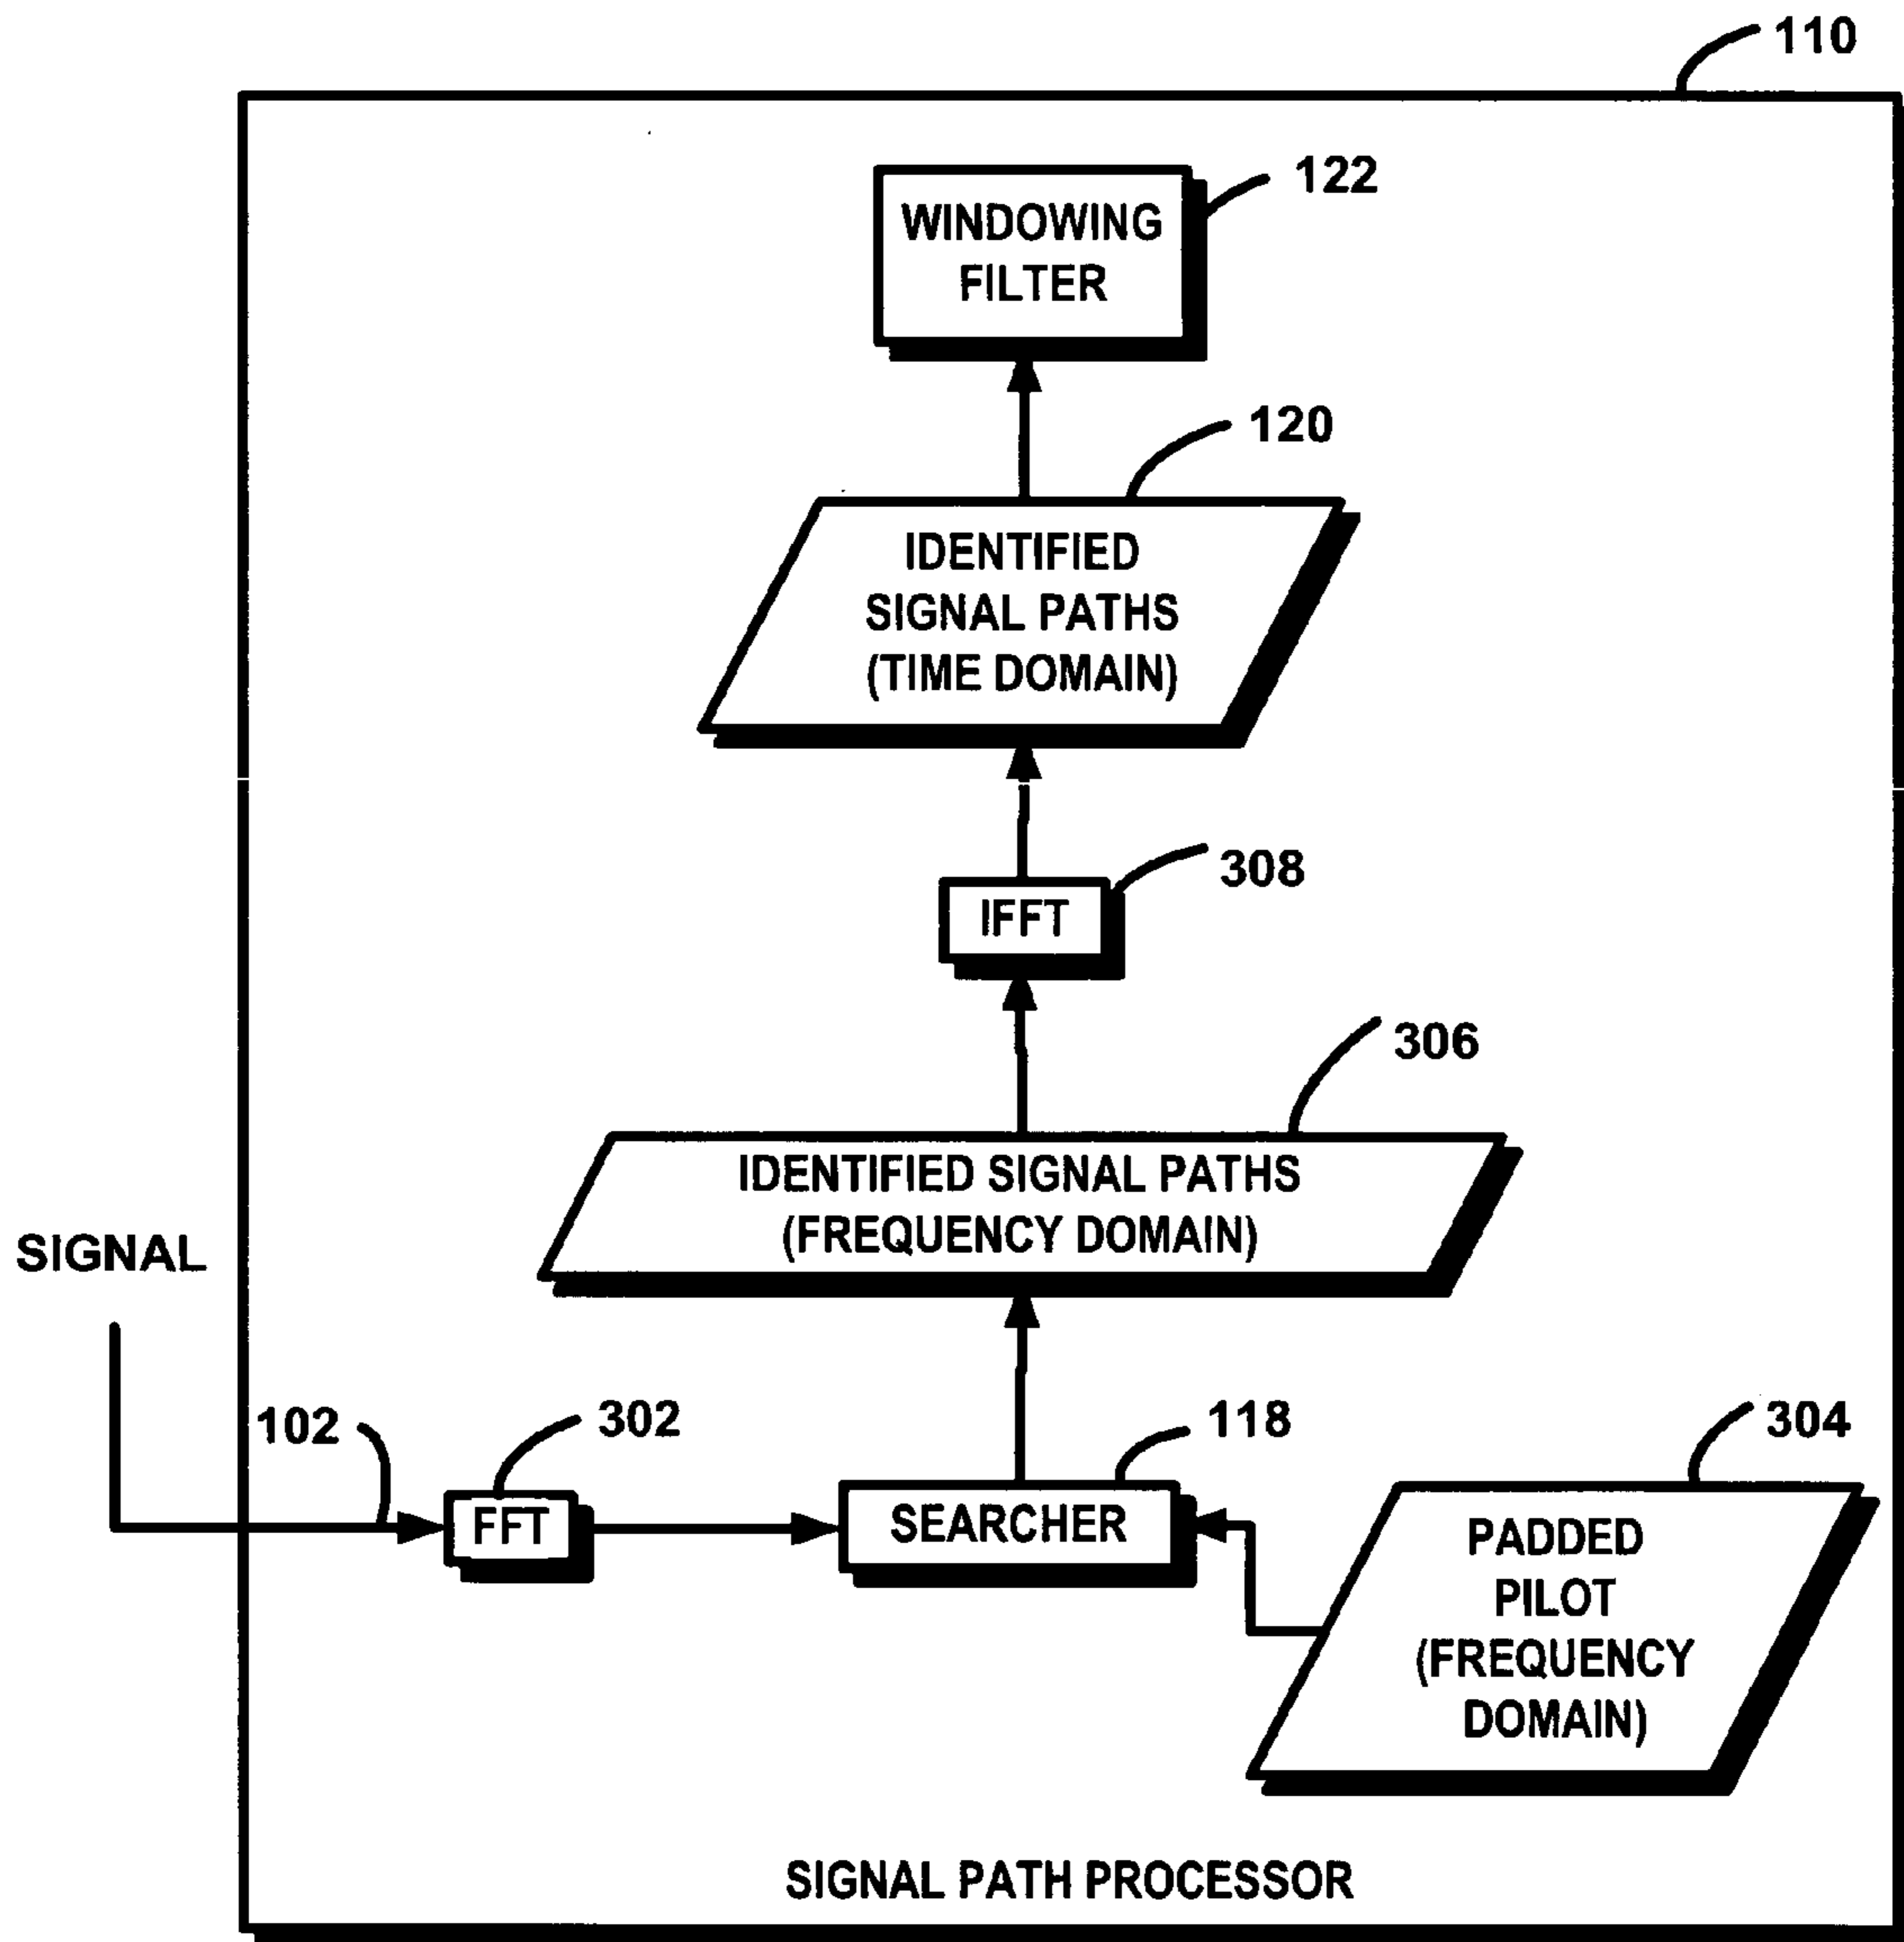 110
122
WINDOWING
FILTER
120
IDENTIFIED
SIGNAL PATHS
(TIME DOMAIN)
308
IFFT
306
IDENTIFIED SIGNAL PATHS
(FREQUENCY DOMAIN)
SIGNAL
102
302
118
304
FFT
SEARCHER
PADDED
PILOT
(FREQUENCY
DOMAIN)
SIGNAL PATH PROCESSOR